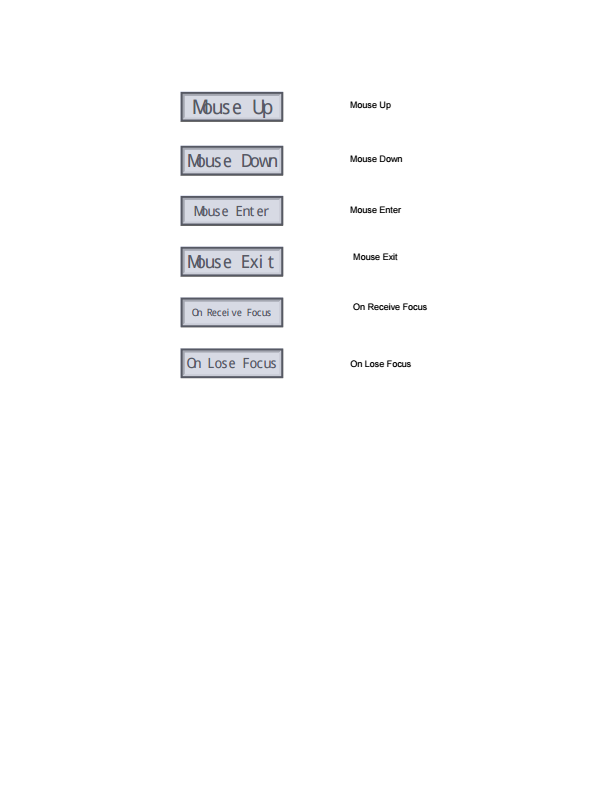 Mouse Up Mouse Up
Mouse Down Mouse Down
Mouse Enter Mouse Enter
Mouse Exit Mouse Exit
On Receive Focus On Receive Focus
On Lose Focus On Lose Focus